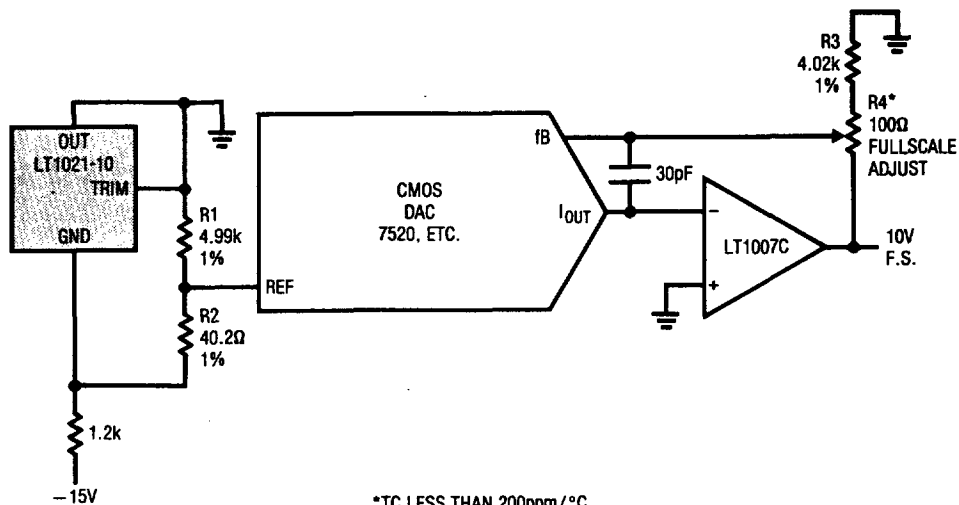 OUT
LT1021-10
TRIM
GND
R1
4.99k
1%
R2
40.2Ω
1%
1.2k
−15V
REF
CMOS
DAC
7520, ETC.
fB
IOUT
30pF
−
+
LT1007C
R3
4.02k
1%
R4*
100Ω
FULLSCALE
ADJUST
10V
F.S.
*TC LESS THAN 200ppm/°C